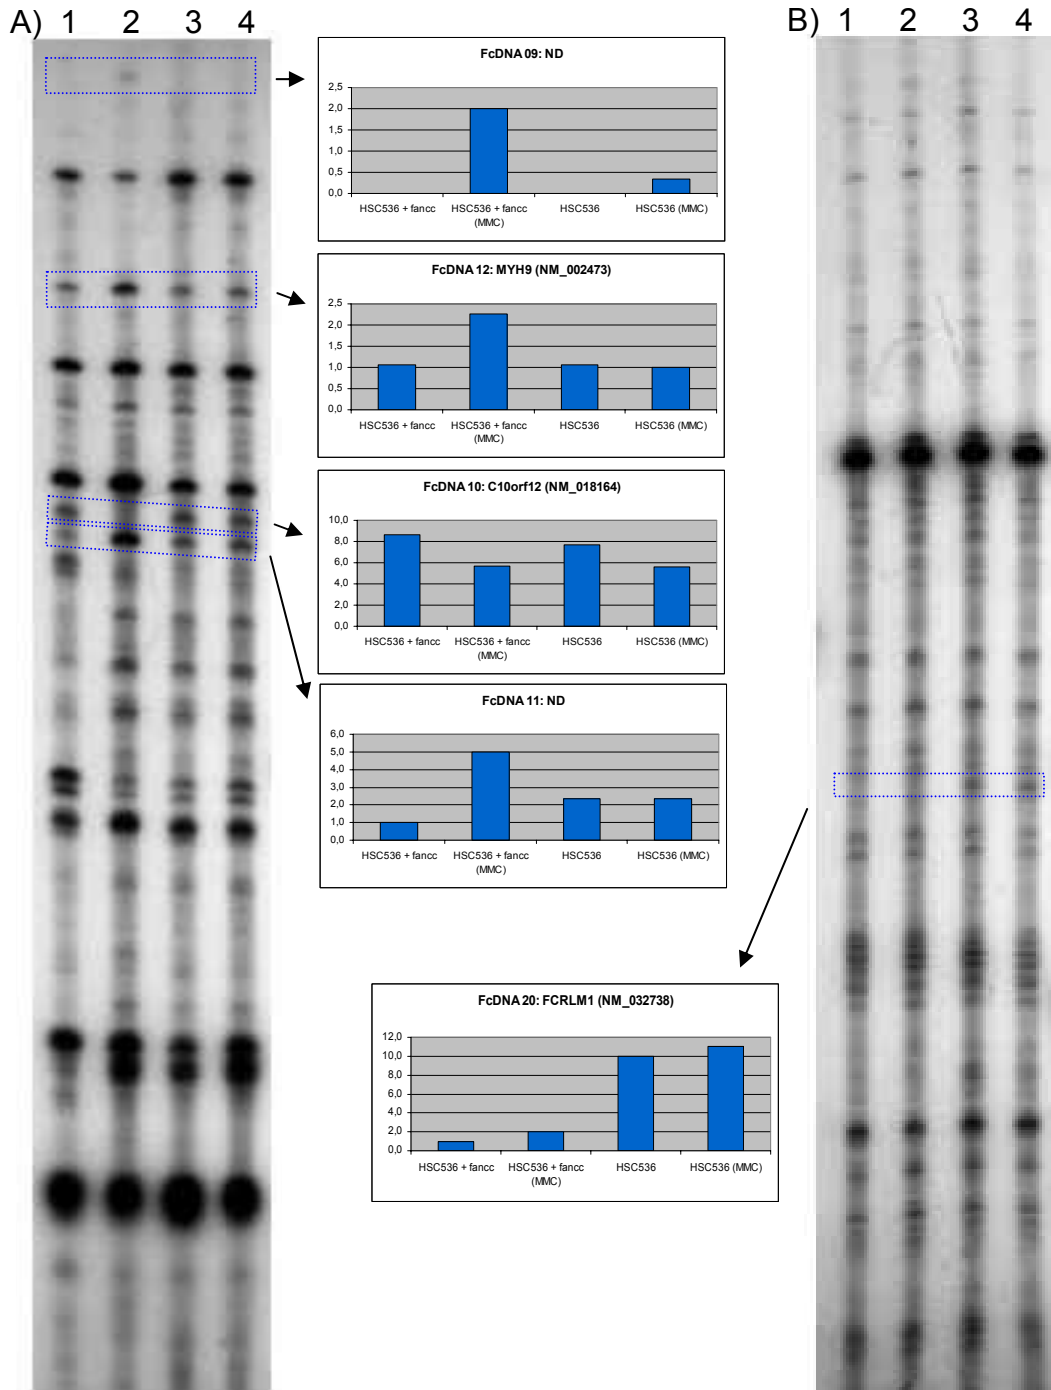 A) 1 2 3 4
B) 1 2 3 4
FcDNA 09: ND
2,5
2,0
1,5
1,0
0,5
0,0
HSC536 + fancc HSC536 + fancc (MMC) HSC536 HSC536 (MMC)
FcDNA 12: MYH9 (NM_002473)
2,5
2,0
1,5
1,0
0,5
0,0
HSC536 + fancc HSC536 + fancc (MMC) HSC536 HSC536 (MMC)
FcDNA 10: C10orf12 (NM_018164)
10,0
8,0
6,0
4,0
2,0
0,0
HSC536 + fancc HSC536 + fancc (MMC) HSC536 HSC536 (MMC)
FcDNA 11: ND
6,0
5,0
4,0
3,0
2,0
1,0
0,0
HSC536 + fancc HSC536 + fancc (MMC) HSC536 HSC536 (MMC)
FcDNA 20: FCRLM1 (NM_032738)
12,0
10,0
8,0
6,0
4,0
2,0
0,0
HSC536 + fancc HSC536 + fancc (MMC) HSC536 HSC536 (MMC)